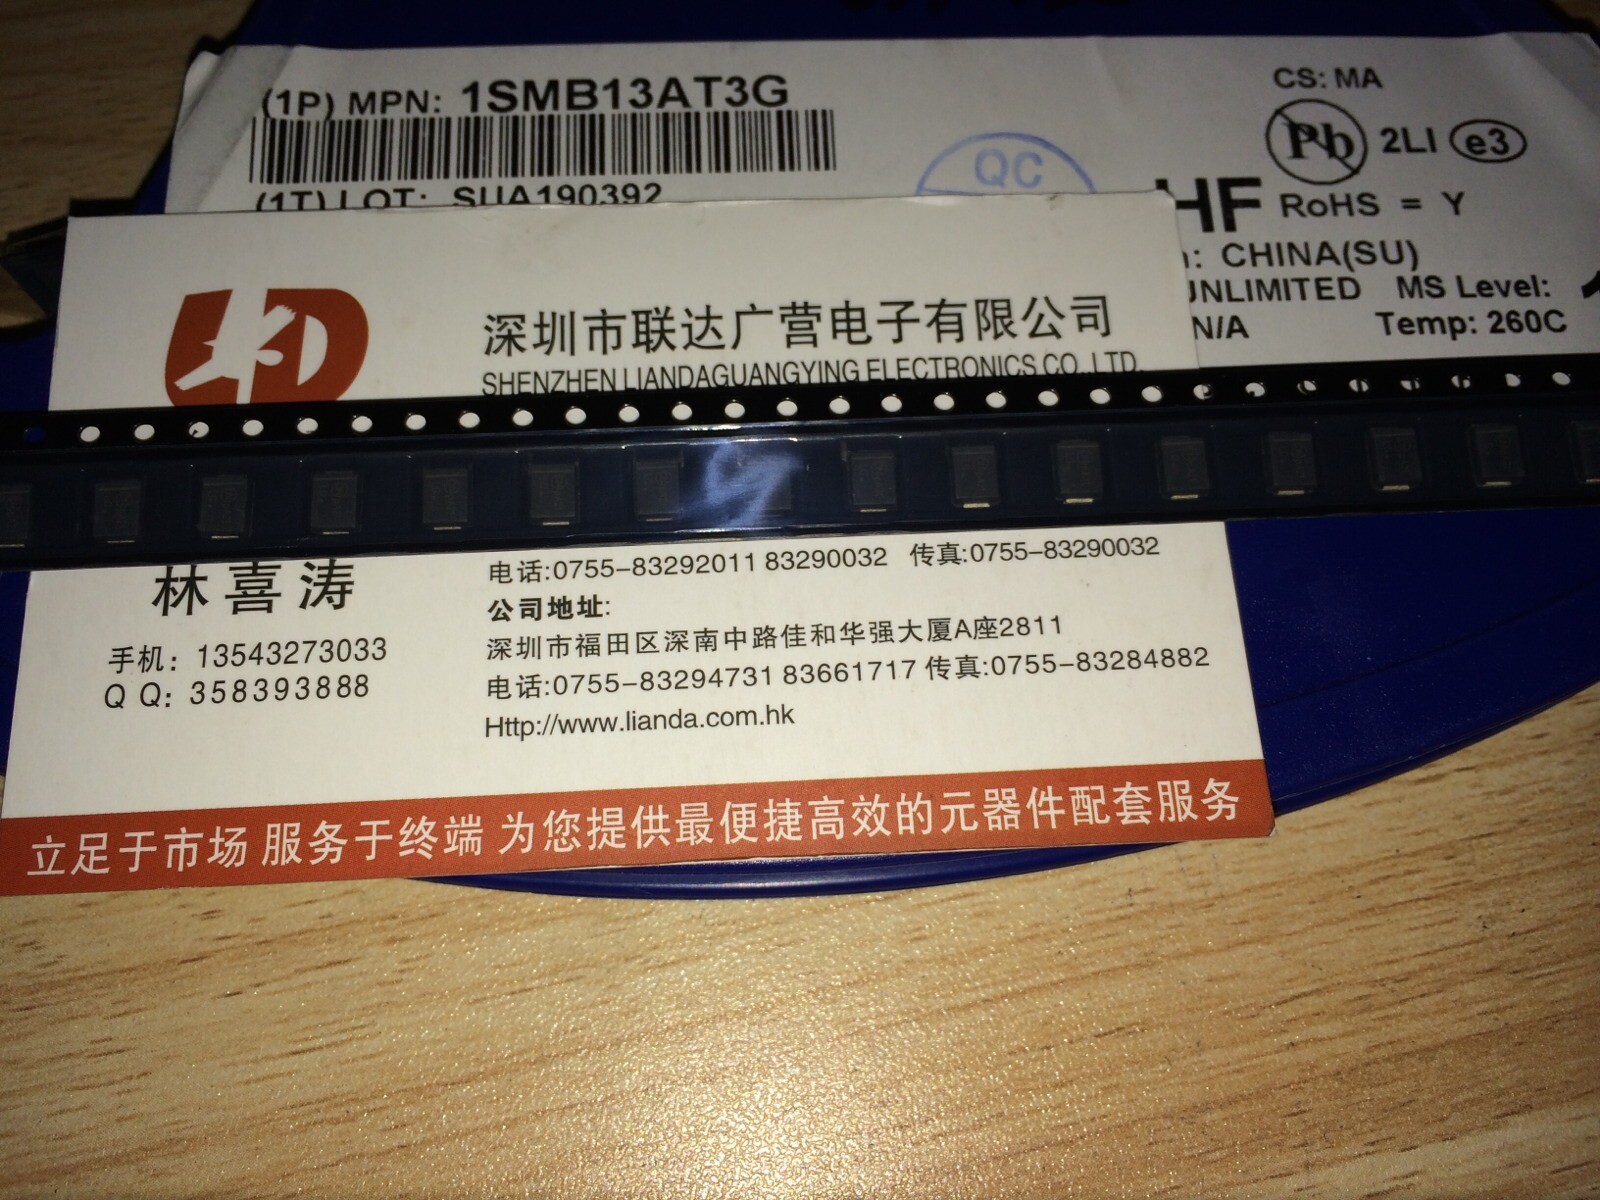 (1P) MPN: 1SMB13AT3G
(1T) LOT: SUA190392
QC
CS: MA
Pb 2LI e3
HF RoHS = Y
: CHINA(SU)
UNLIMITED MS Level:
N/A Temp: 260C
LD
深圳市联达广营电子有限公司
SHENZHEN LIANDAGUANGYING ELECTRONICS CO.,LTD.
林喜涛
手机：13543273033
QQ：358393888
电话:0755-83292011 83290032 传真:0755-83290032
公司地址:
深圳市福田区深南中路佳和华强大厦A座2811
电话:0755-83294731 83661717 传真:0755-83284882
Http://www.lianda.com.hk
立足于市场 服务于终端 为您提供最便捷高效的元器件配套服务